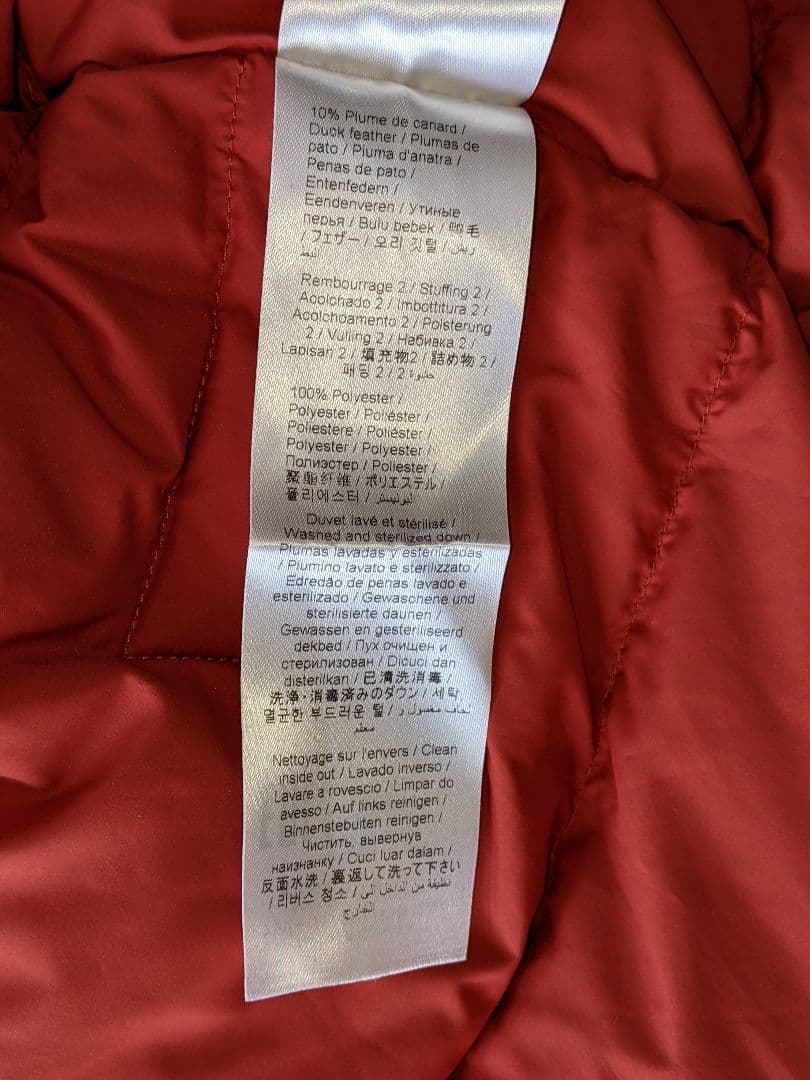 10% Plume de canard /
Duck feather / Plumas de
pato / Piuma d'anatra /
Penas de pato /
Entenfedern /
Eendenveren / утиные
перья / Bulu bebek / 鸭毛
/ フェザー / 오리 깃털 / ريش
البط
Rembourrage 2 / Stuffing 2 /
Acolchado 2 / Imbottitura 2 /
Acolchoamento 2 / Polsterung
2 / Vulling 2 / Набивка 2 /
Lapisan 2 / 填充物2 / 詰め物 2 /
패딩 2 / حشوة 2
100% Polyester /
Polyester / Poliéster /
Poliestere / Poliéster /
Polyester / Polyester /
Полиэстер / Poliester /
聚酯纤维 / ポリエステル /
폴리에스터 / البوليستر
Duvet lavé et stérilisé /
Washed and sterilized down /
Plumas lavadas y esterilizadas
/ Piumino lavato e sterilizzato /
Edredão de penas lavado e
esterilizado / Gewaschene und
sterilisierte daunen /
Gewassen en gesteriliseerd
dekbed / Пух очищен и
стерилизован / Dicuci dan
disterilkan / 已清洗消毒 /
洗浄・消毒済みのダウン / 세탁
멸균한 부드러운 털 / لحاف مغسول و
معقم
Nettoyage sur l'envers / Clean
inside out / Lavado inverso /
Lavare a rovescio / Limpar do
avesso / Auf links reinigen /
Binnenstebuiten reinigen /
Чистить, вывернув
наизнанку / Cuci luar dalam /
反面水洗 / 裏返して洗って下さい
/ 리버스 청소 / نظيفة من الداخل الى
الخارج